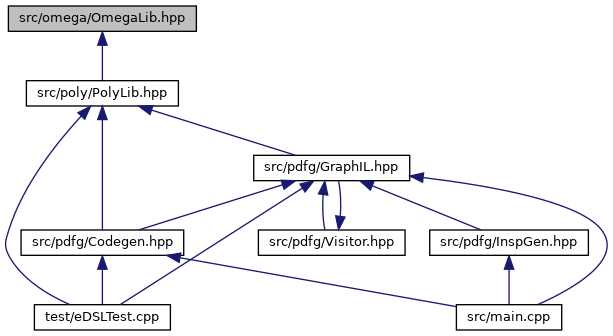 src/omega/OmegaLib.hpp
src/poly/PolyLib.hpp
src/pdfg/GraphIL.hpp
src/pdfg/Codegen.hpp
src/pdfg/Visitor.hpp
src/pdfg/InspGen.hpp
test/eDSLTest.cpp
src/main.cpp